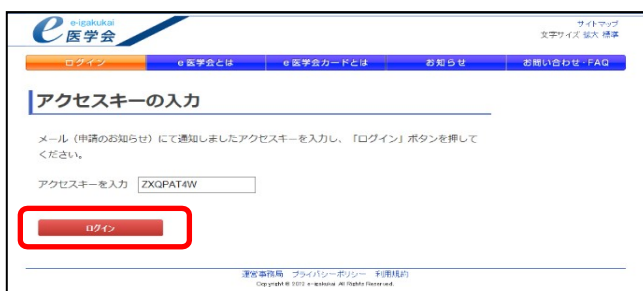 e-igakukai
医学会
サイトマップ
文字サイズ 拡大 標準
ログイン
e医学会とは
e医学会カードとは
お知らせ
お問い合わせ・FAQ
アクセスキーの入力
メール（申請のお知らせ）にて通知しましたアクセスキーを入力し、「ログイン」ボタンを押して
ください。
アクセスキーを入力 ZXQPAT4W
ログイン
運営事務局 プライバシーポリシー 利用規約
Copyright © 2012 e-igakukai All Rights Reserved.